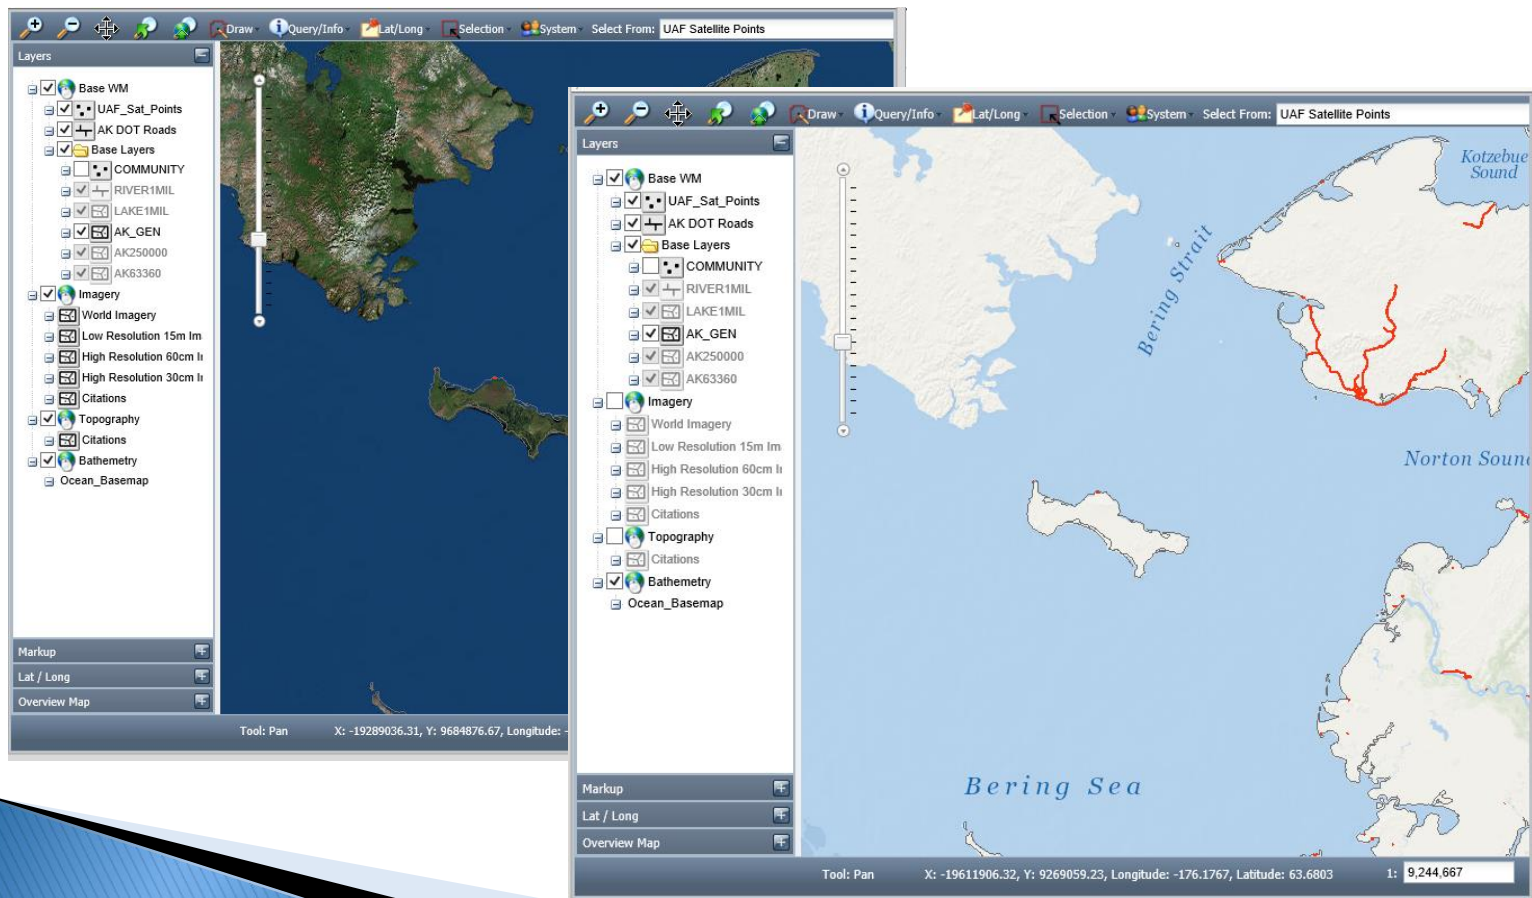 Draw Query/Info Lat/Long Selection System Select From: UAF Satellite Points
Layers
Base WM
UAF_Sat_Points
AK DOT Roads
Base Layers
COMMUNITY
RIVER1MIL
LAKE1MIL
AK_GEN
AK250000
AK63360
Imagery
World Imagery
Low Resolution 15m Im
High Resolution 60cm I
High Resolution 30cm I
Citations
Topography
Citations
Bathemetry
Ocean_Basemap
Markup
Lat / Long
Overview Map
Tool: Pan X: -19289036.31, Y: 9684876.67, Longitude: -
Draw Query/Info Lat/Long Selection System Select From: UAF Satellite Points
Layers
Base WM
UAF_Sat_Points
AK DOT Roads
Base Layers
COMMUNITY
RIVER1MIL
LAKE1MIL
AK_GEN
AK250000
AK63360
Imagery
World Imagery
Low Resolution 15m Im
High Resolution 60cm I
High Resolution 30cm I
Citations
Topography
Citations
Bathemetry
Ocean_Basemap
Markup
Lat / Long
Overview Map
Kotzebue
Sound
Bering Strait
Norton Soun
Bering Sea
Tool: Pan X: -19611906.32, Y: 9269059.23, Longitude: -176.1767, Latitude: 63.6803 1: 9,244,667